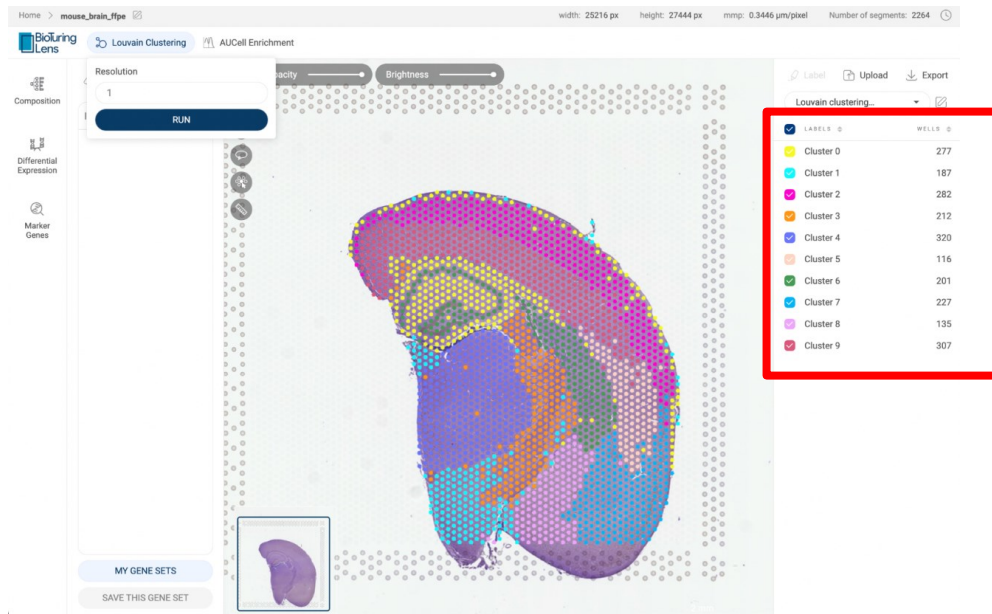 Home > mouse_brain_ffpe
width: 25216 px height: 27444 px mmp: 0.3446 µm/pixel Number of segments: 2264
BioTuring
Lens
Louvain Clustering
AUCell Enrichment
Composition
Differential
Expression
Marker
Genes
Resolution
1
RUN
Brightness
Label Upload Export
Louvain clustering...
LABELS WELLS
Cluster 0 277
Cluster 1 187
Cluster 2 282
Cluster 3 212
Cluster 4 320
Cluster 5 116
Cluster 6 201
Cluster 7 227
Cluster 8 135
Cluster 9 307
MY GENE SETS
SAVE THIS GENE SET